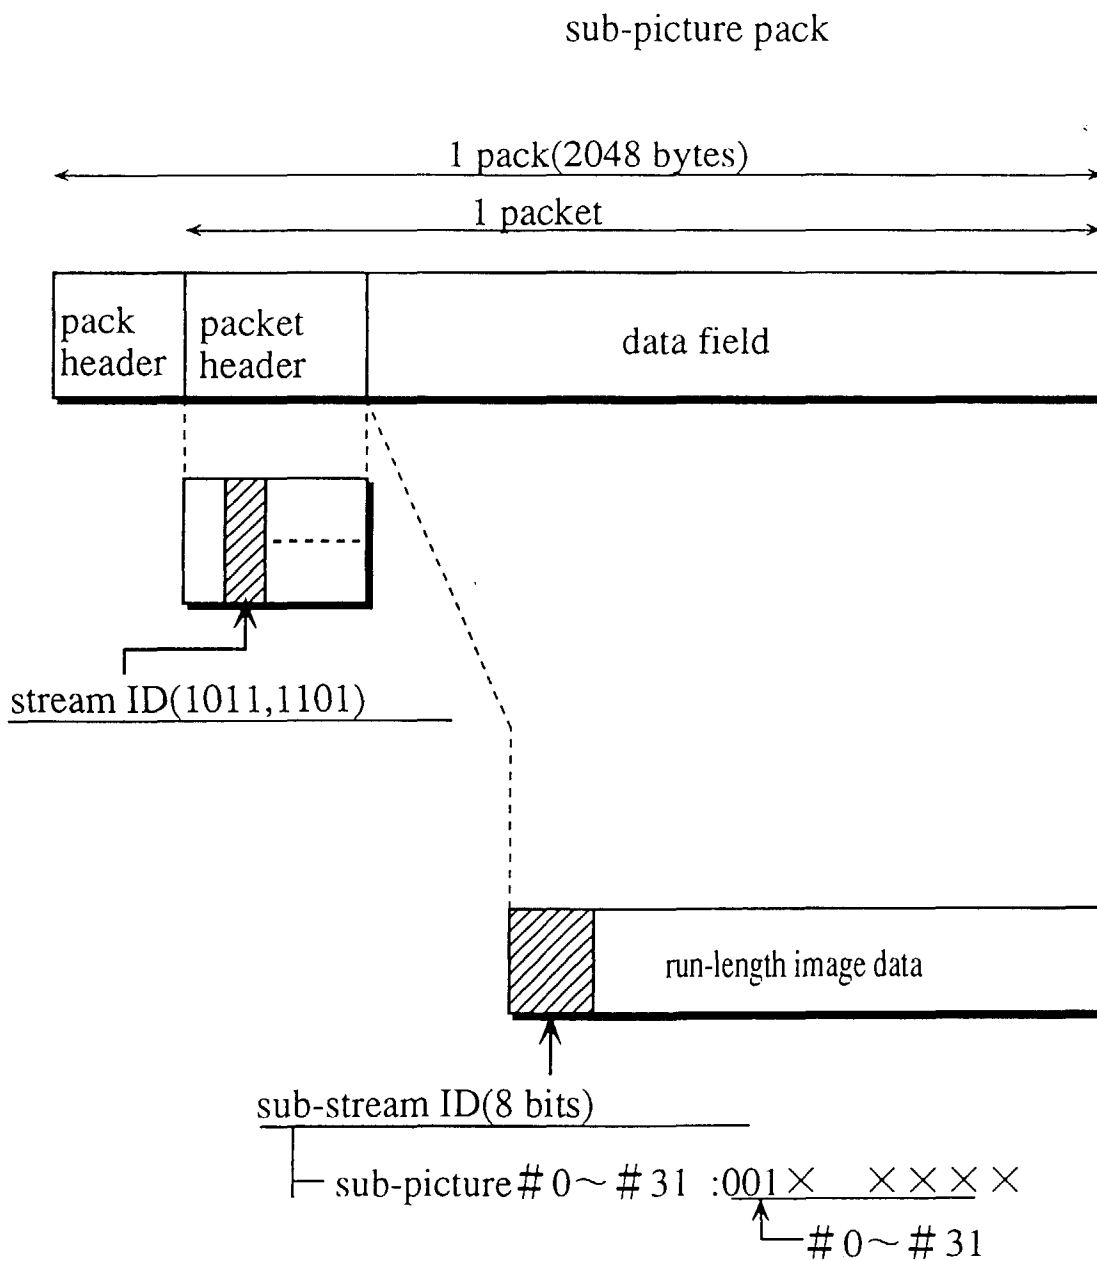 sub-picture pack
1 pack(2048 bytes)
1 packet
pack
header
packet
header
data field
stream ID(1011,1101)
run-length image data
sub-stream ID(8 bits)
sub-picture#0~#31 :001× ××××
#0~#31